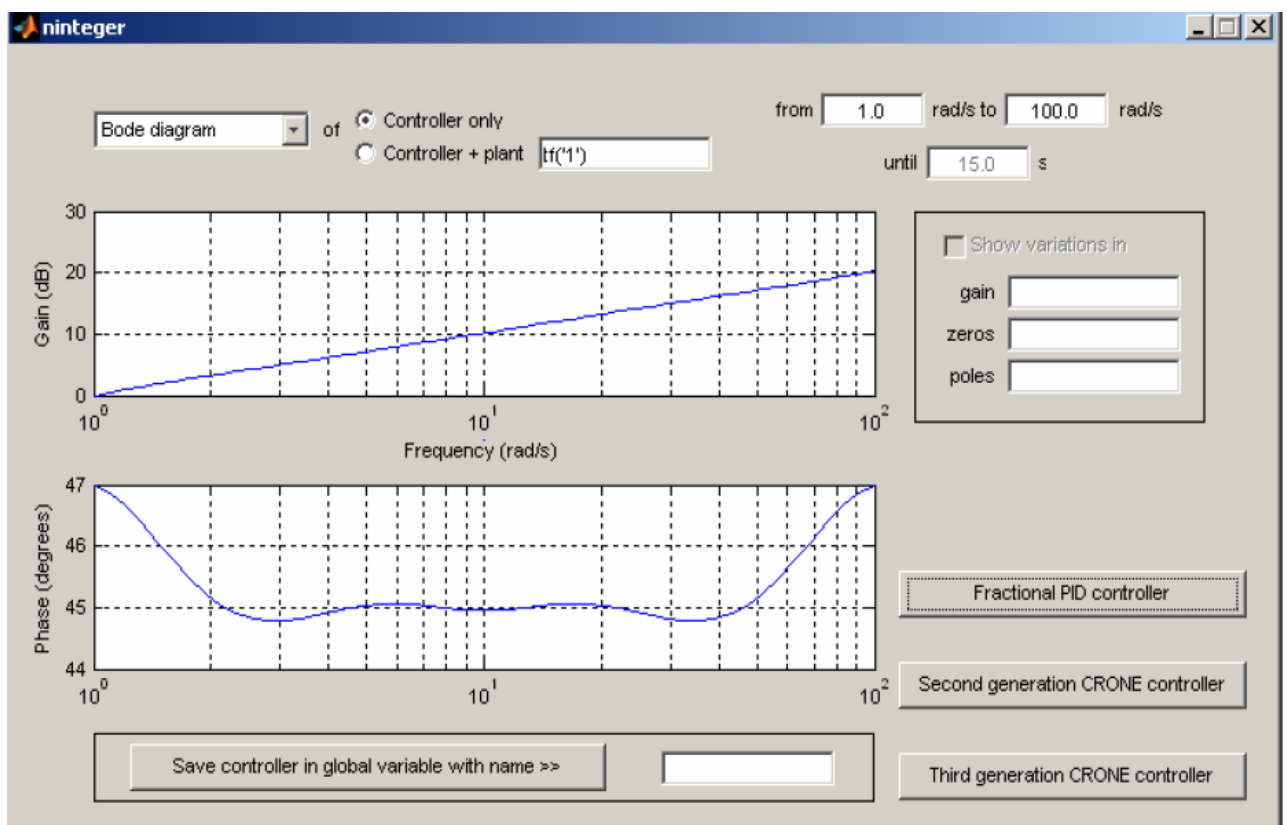 ninteger
Bode diagram of
Controller only
Controller + plant tf('1')
from 1.0 rad/s to 100.0 rad/s
until 15.0 s
30
20
10
0
Gain (dB)
10^0 10^1 10^2
Frequency (rad/s)
Show variations in
gain
zeros
poles
47
46
45
44
Phase (degrees)
10^0 10^1 10^2
Fractional PID controller
Second generation CRONE controller
Third generation CRONE controller
Save controller in global variable with name >>